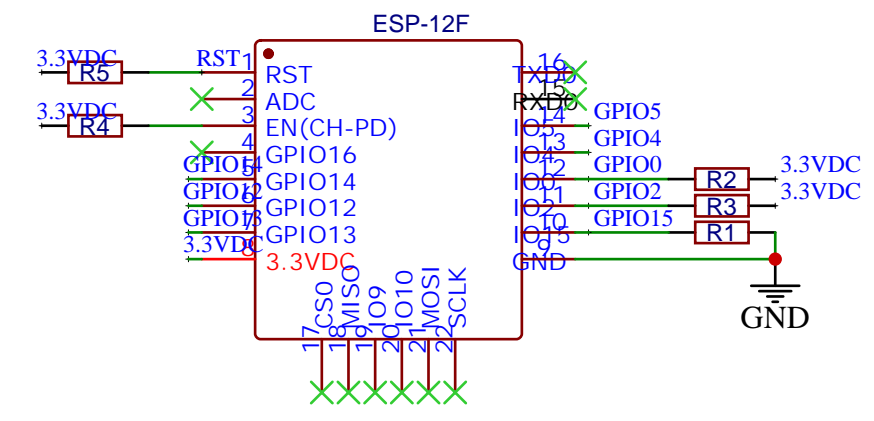 ESP-12F
3.3VDC R5 RST 1 RST
2 ADC
3.3VDC R4 3 EN(CH-PD)
4 GPIO16
GPIO14 5 GPIO14
GPIO12 6 GPIO12
GPIO13 7 GPIO13
3.3VDC 8 3.3VDC
TXD0 16
RXD0 15
IO5 14 GPIO5
IO4 13 GPIO4
IO0 12 GPIO0 R2 3.3VDC
IO2 11 GPIO2 R3 3.3VDC
IO15 10 GPIO15 R1
GND 9
GND
CS0 17
MISO 18
IO9 19
IO10 20
MOSI 21
SCLK 22